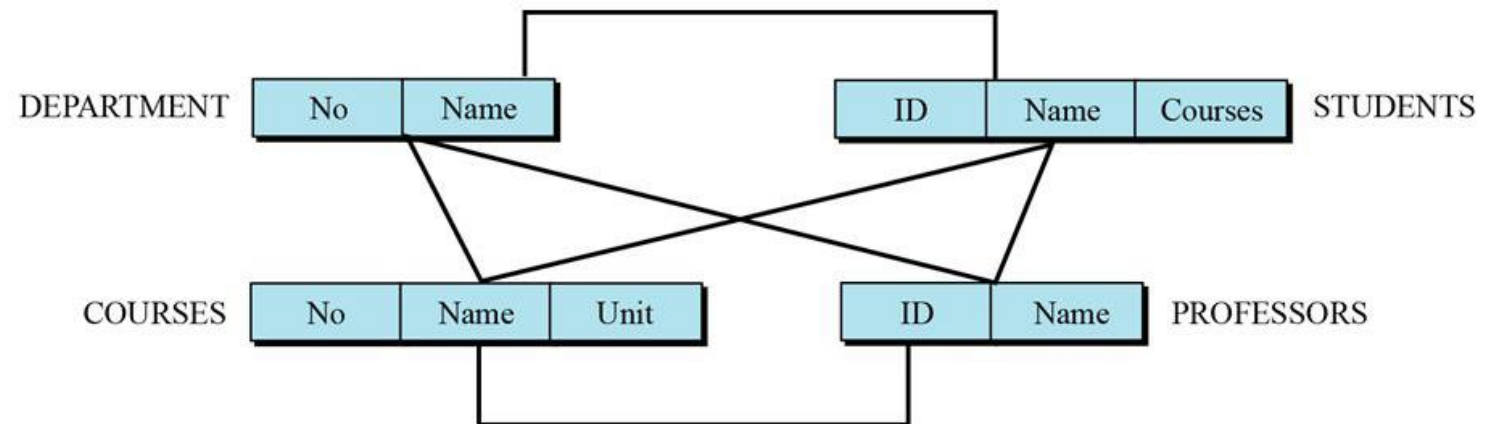 DEPARTMENT No Name
ID Name Courses STUDENTS
COURSES No Name Unit
ID Name PROFESSORS